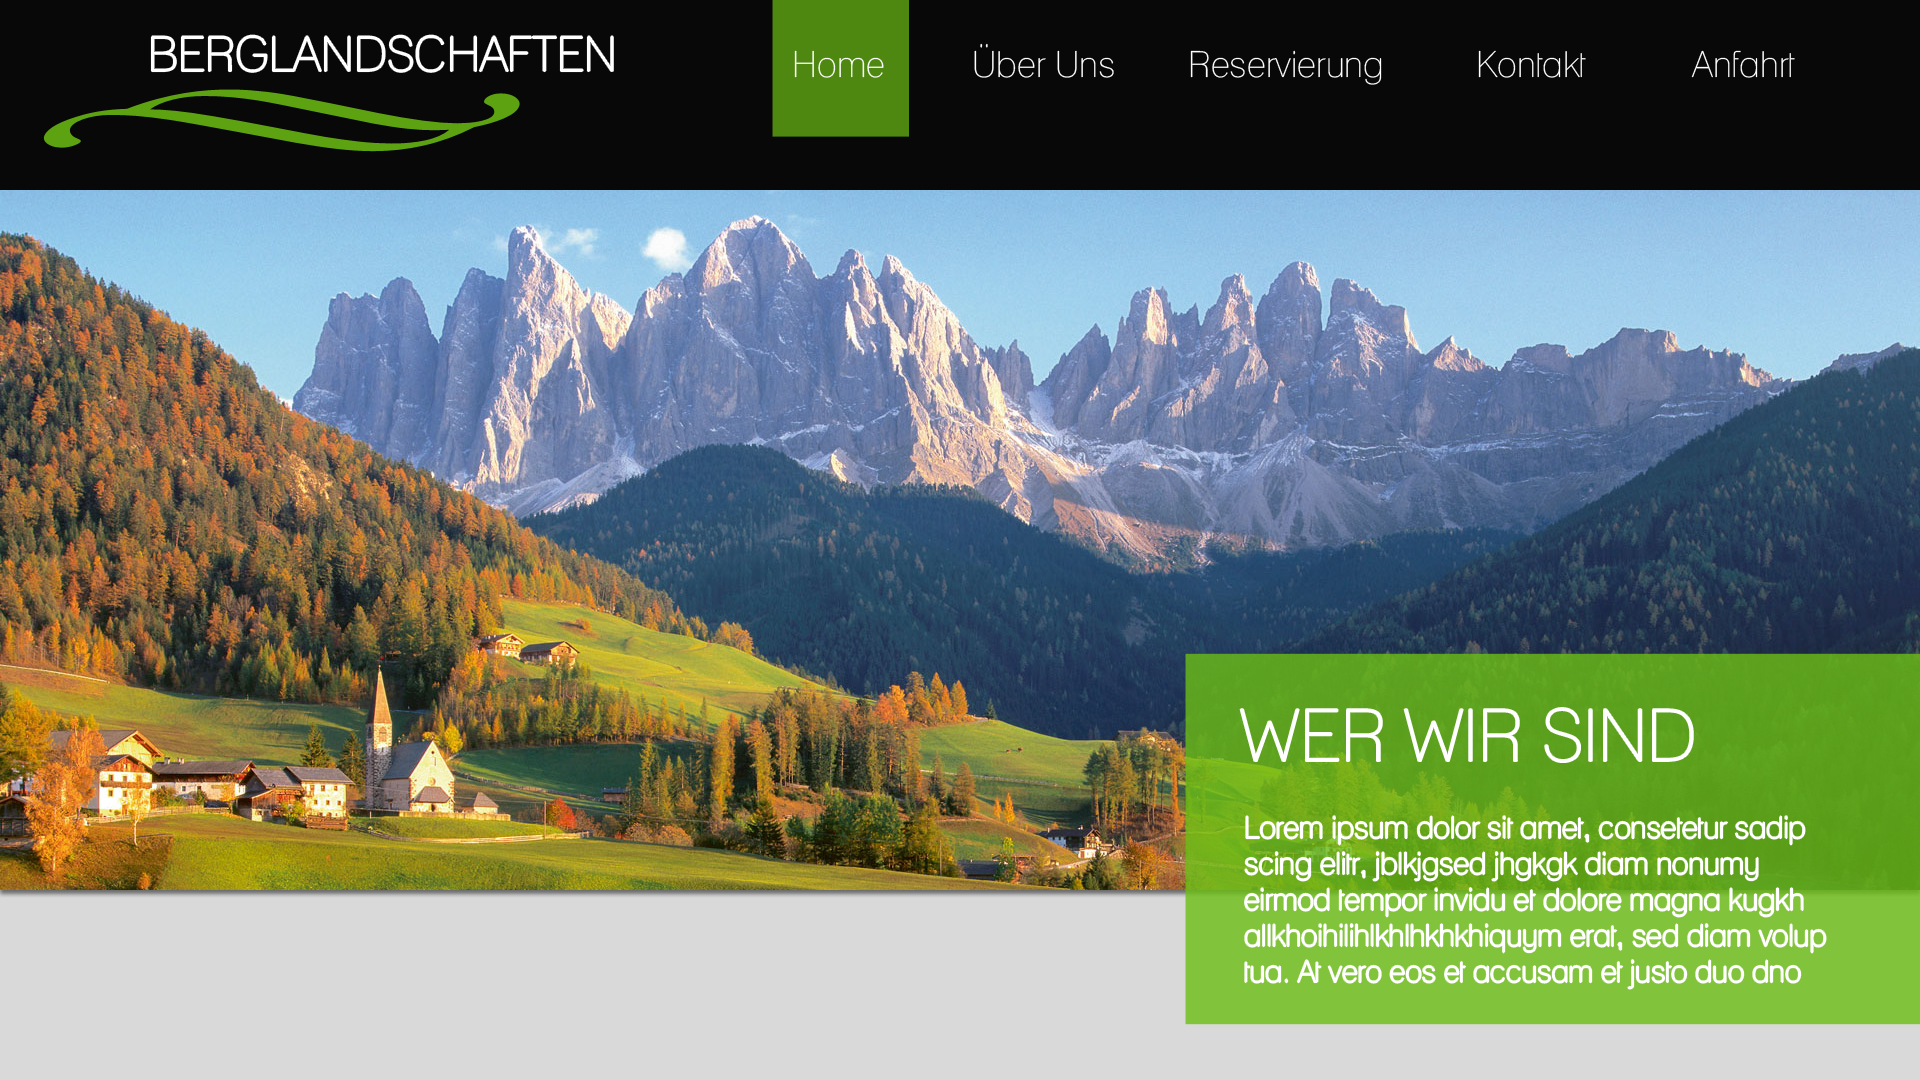 BERGLANDSCHAFTEN
Home
Über Uns
Reservierung
Kontakt
Anfahrt
WER WIR SIND
Lorem ipsum dolor sit amet, consetetur sadip
scing elitr, jblkjgsed jhgkgk diam nonumy
eirmod tempor invidu et dolore magna kugkh
allkhoihilihlkhlhkhkhiquym erat, sed diam volup
tua. At vero eos et accusam et justo duo dno